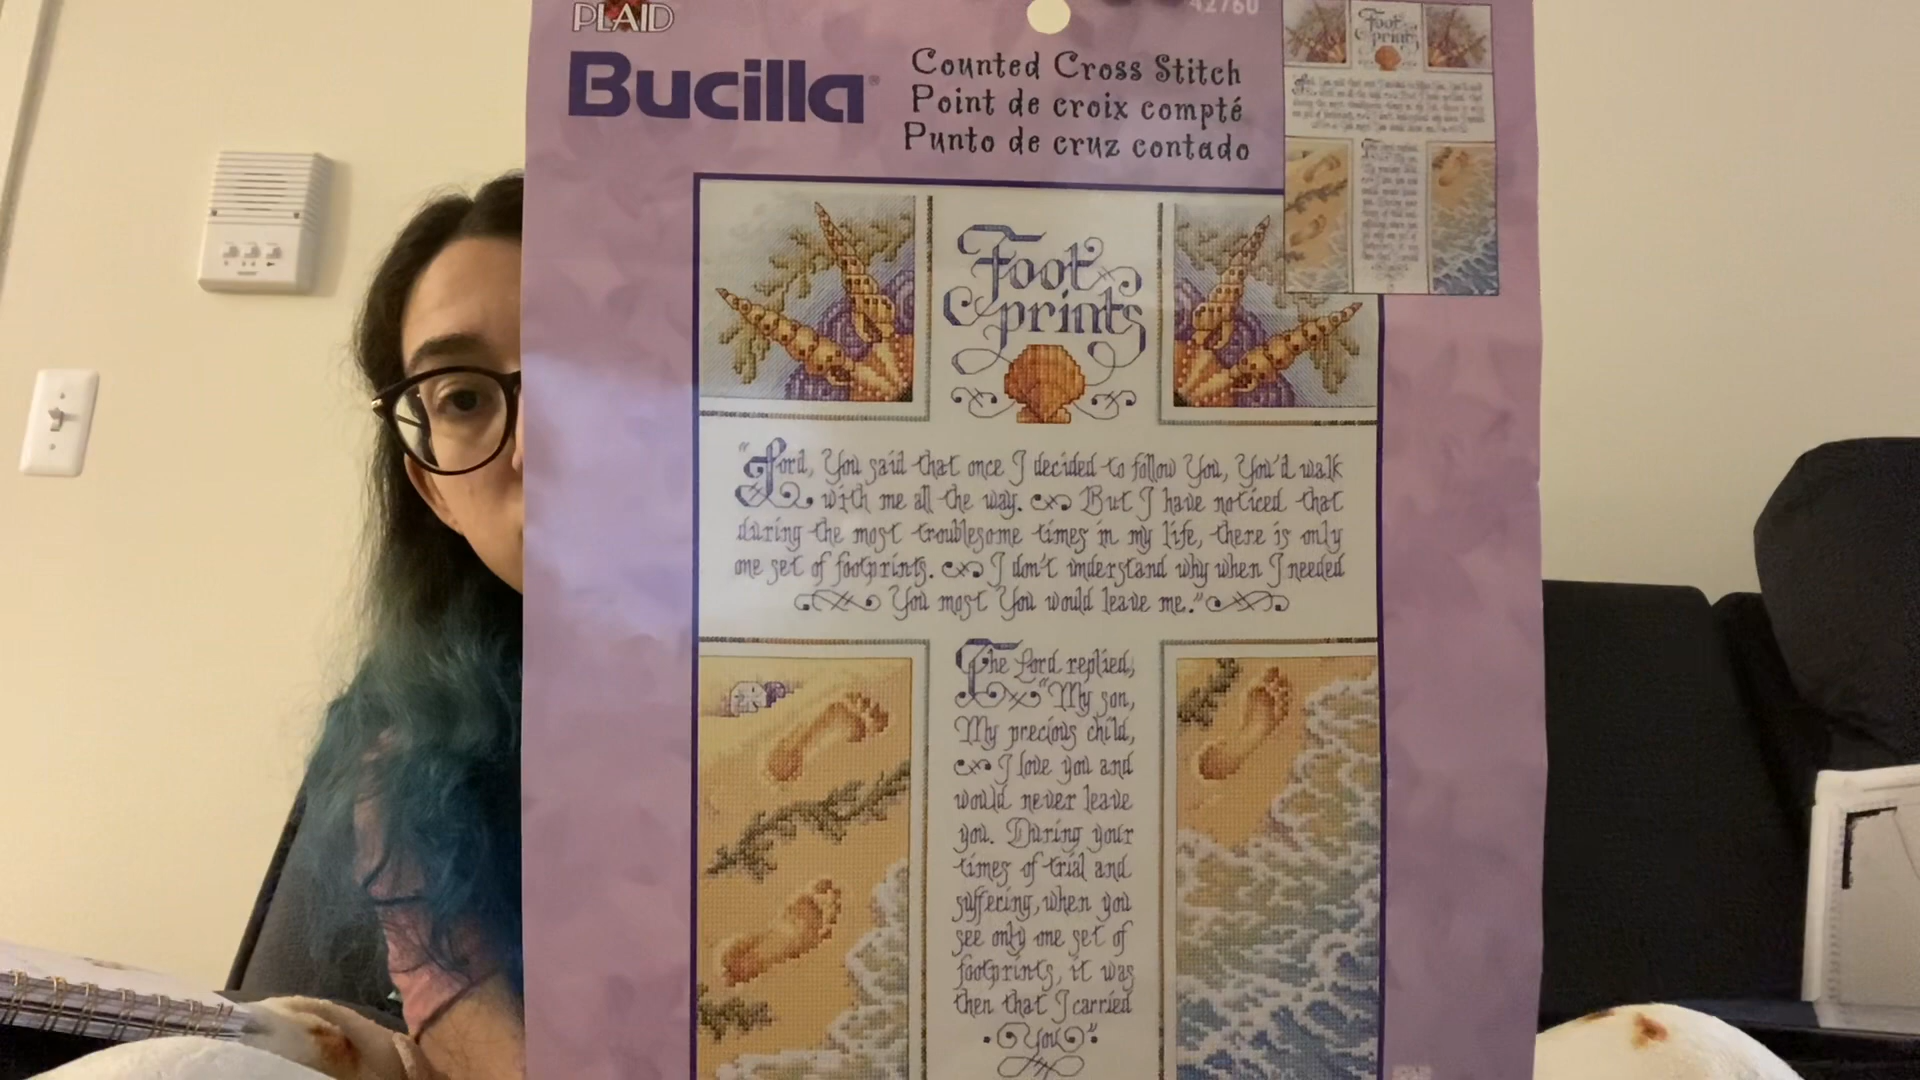 PLAID
42760
Bucilla®
Counted Cross Stitch
Point de croix compté
Punto de cruz contado
Foot
prints
"Lord, You said that once I decided to follow You, You'd walk
with me all the way. But I have noticed that
during the most troublesome times in my life, there is only
one set of footprints. I don't understand why when I needed
You most You would leave me."
The Lord replied,
"My son,
My precious child,
I love you and
would never leave
you. During your
times of trial and
suffering, when you
see only one set of
footprints, it was
then that I carried
You"
Foot
prints